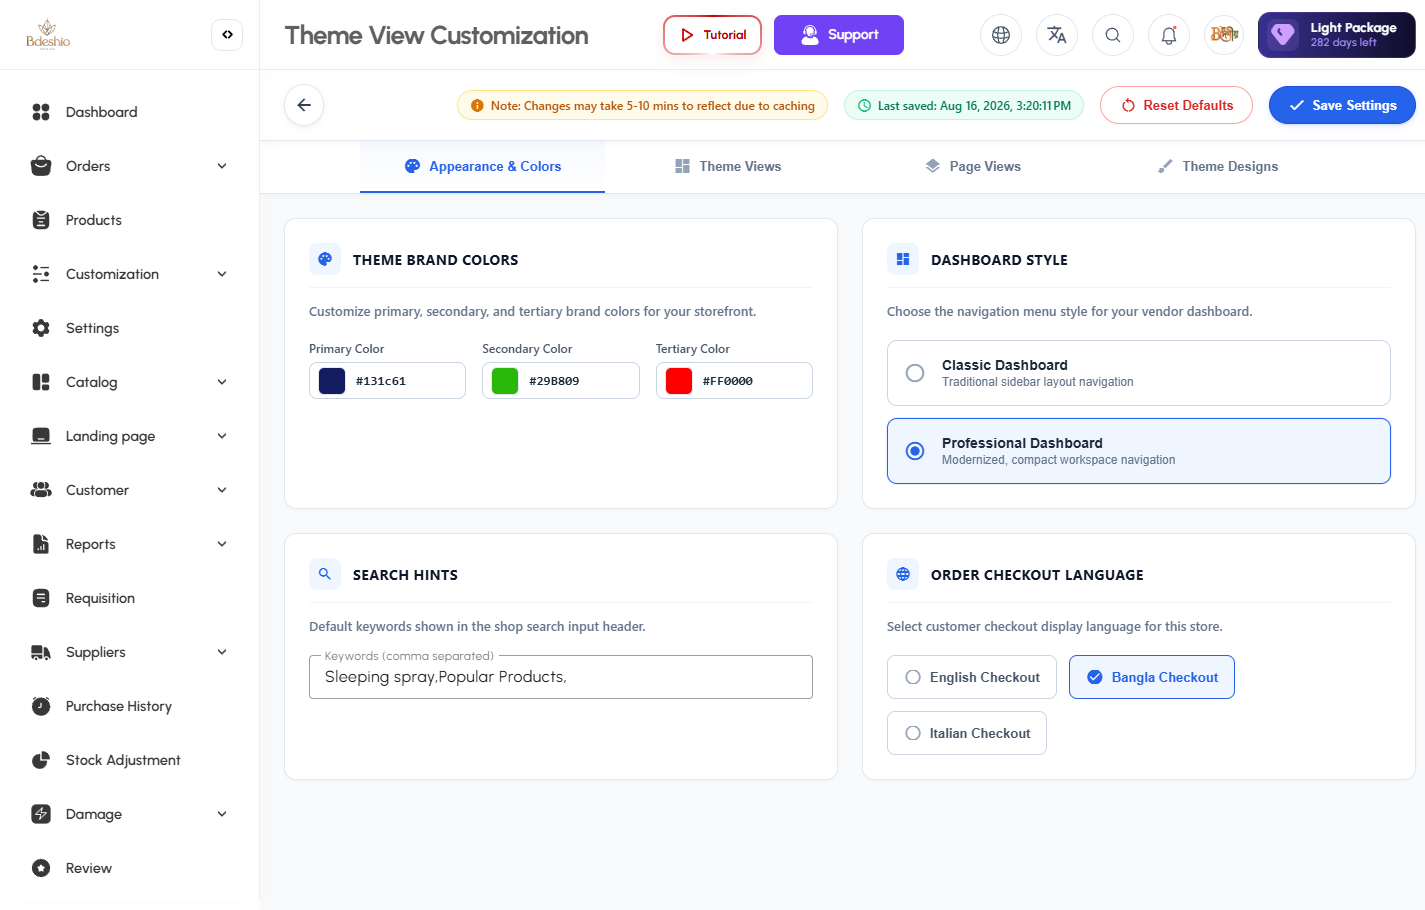 Bdeshio
Theme View Customization
Tutorial
Support
Light Package
282 days left
Note: Changes may take 5-10 mins to reflect due to caching
Last saved: Aug 16, 2026, 3:20:11 PM
Reset Defaults
Save Settings
Dashboard
Orders
Products
Customization
Settings
Catalog
Landing page
Customer
Reports
Requisition
Suppliers
Purchase History
Stock Adjustment
Damage
Review
Appearance & Colors
Theme Views
Page Views
Theme Designs
THEME BRAND COLORS
Customize primary, secondary, and tertiary brand colors for your storefront.
Primary Color
#131c61
Secondary Color
#29B809
Tertiary Color
#FF0000
DASHBOARD STYLE
Choose the navigation menu style for your vendor dashboard.
Classic Dashboard
Traditional sidebar layout navigation
Professional Dashboard
Modernized, compact workspace navigation
SEARCH HINTS
Default keywords shown in the shop search input header.
Keywords (comma separated)
Sleeping spray,Popular Products,
ORDER CHECKOUT LANGUAGE
Select customer checkout display language for this store.
English Checkout
Bangla Checkout
Italian Checkout